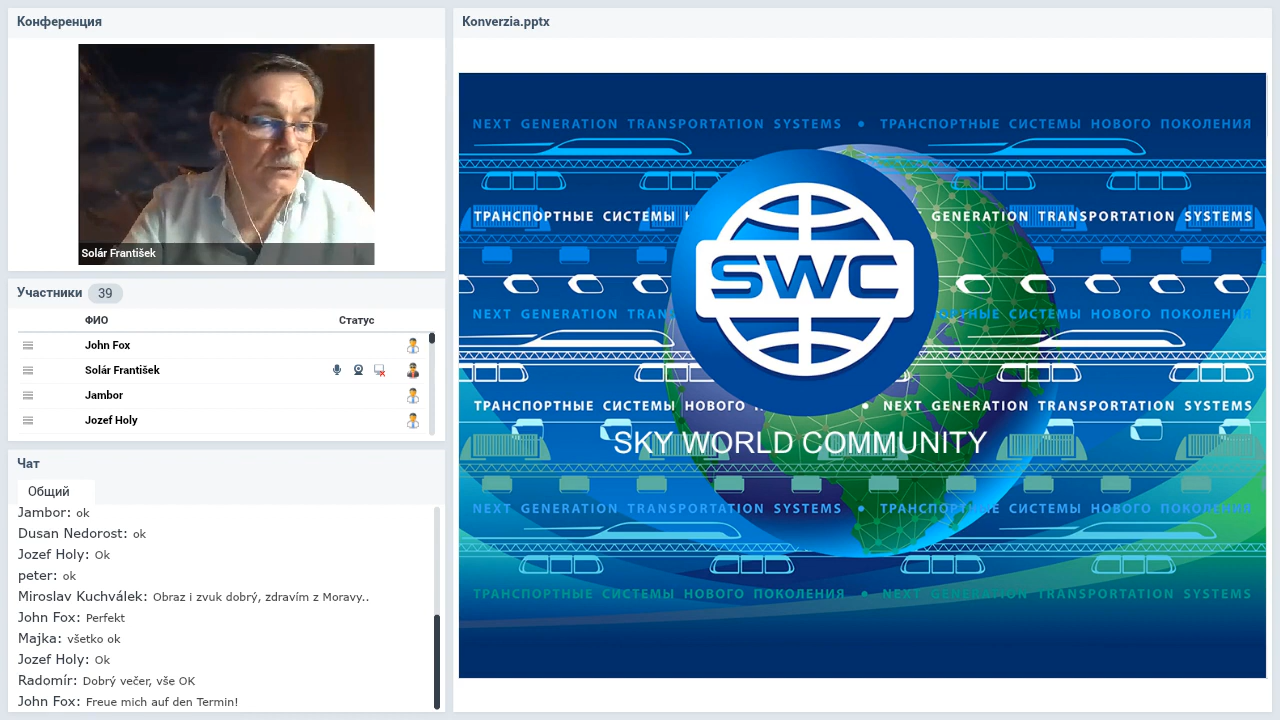 Конференция
Solár František
Участники 39
ФИО Статус
John Fox
Solár František
Jambor
Jozef Holy
Чат
Общий
Jambor: ok
Dusan Nedorost: ok
Jozef Holy: Ok
peter: ok
Miroslav Kuchválek: Obraz i zvuk dobrý, zdravím z Moravy..
John Fox: Perfekt
Majka: všetko ok
Jozef Holy: Ok
Radomír: Dobrý večer, vše OK
John Fox: Freue mich auf den Termin!
Konverzia.pptx
NEXT GENERATION TRANSPORTATION SYSTEMS • ТРАНСПОРТНЫЕ СИСТЕМЫ НОВОГО ПОКОЛЕНИЯ
ТРАНСПОРТНЫЕ СИСТЕМЫ GENERATION TRANSPORTATION SYSTEMS
SWC
NEXT GENERATION СИСТЕМЫ НОВОГО ПОКОЛЕНИЯ
ТРАНСПОРТНЫЕ СИСТЕМЫ НОВОГО • NEXT GENERATION TRANSPORTATION SYSTEMS
SKY WORLD COMMUNITY
NEXT GENERATION TRANSPORTATION SYSTEMS • ТРАНСПОРТНЫЕ СИСТЕМЫ НОВОГО ПОКОЛЕНИЯ
ТРАНСПОРТНЫЕ СИСТЕМЫ НОВОГО ПОКОЛЕНИЯ • NEXT GENERATION TRANSPORTATION SYSTEMS